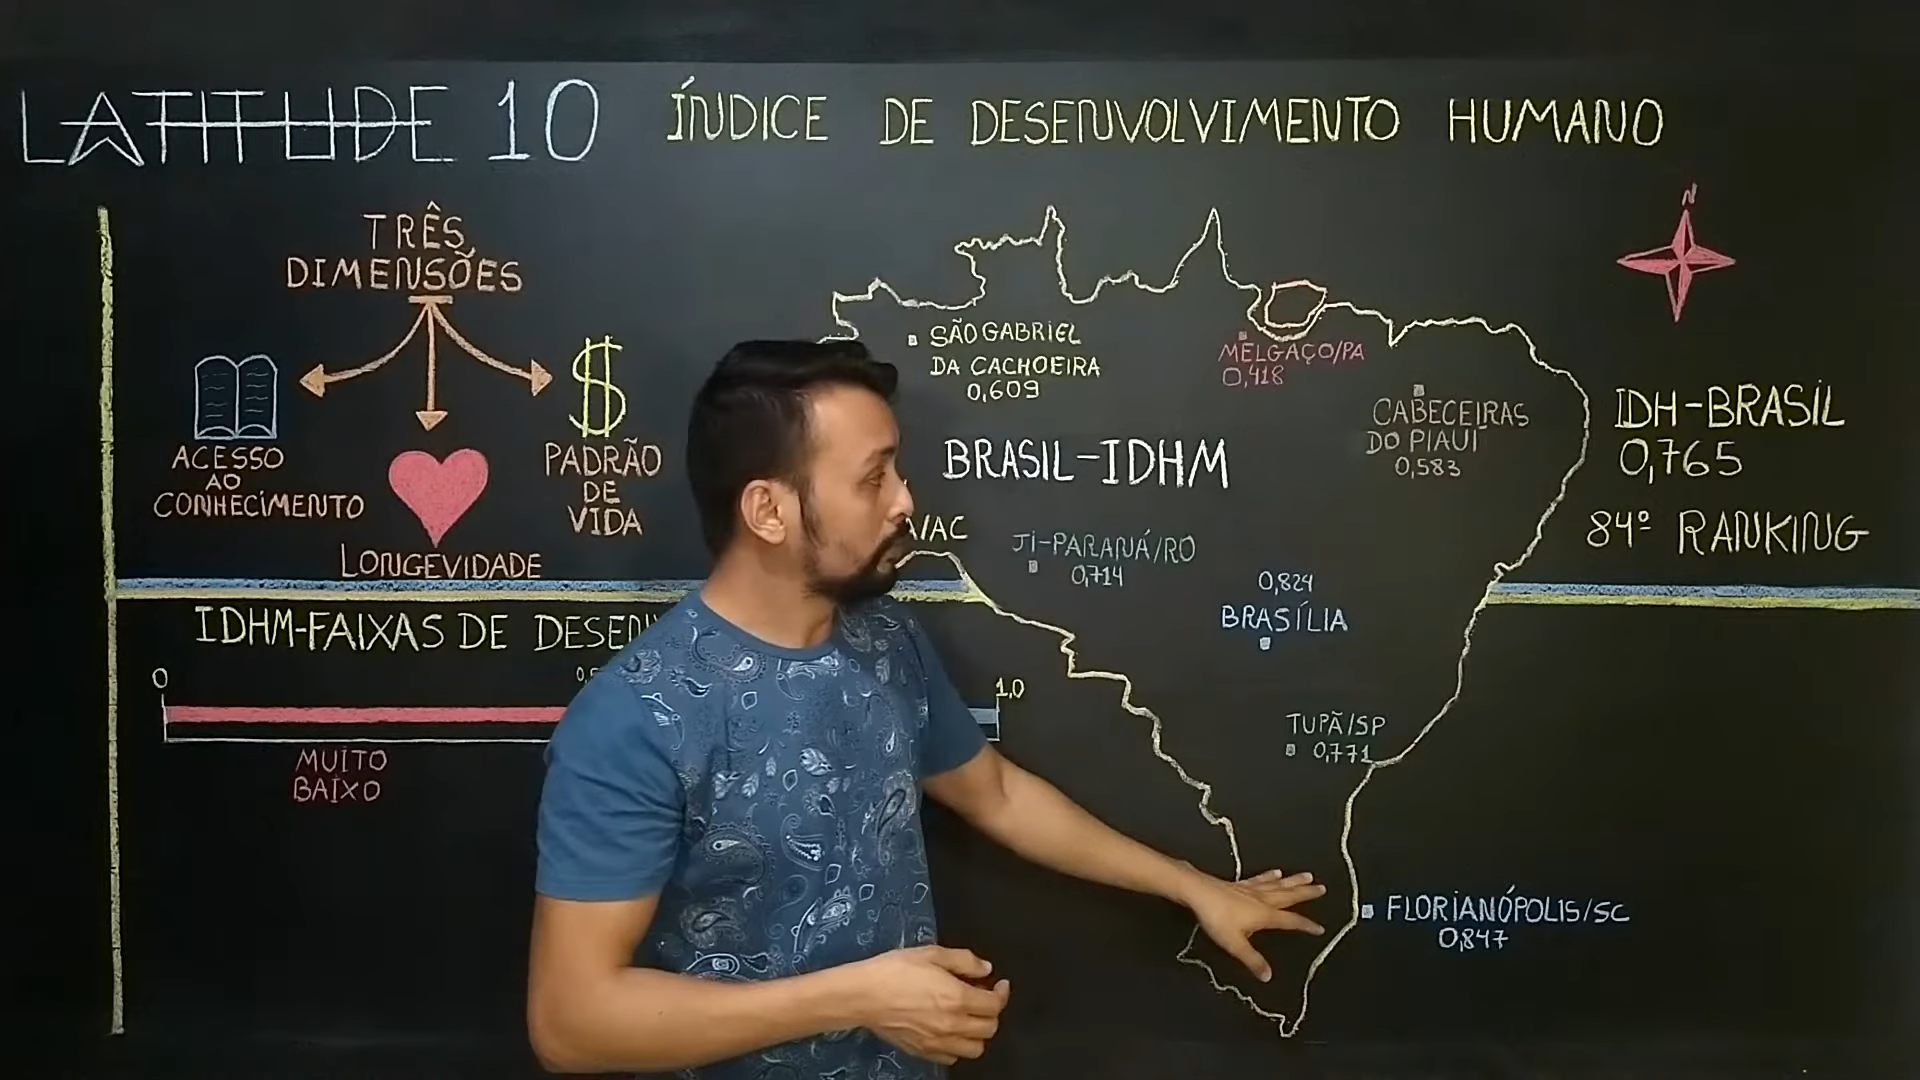 LATITUDE 10
ÍNDICE DE DESENVOLVIMENTO HUMANO
TRÊS
DIMENSÕES
ACESSO
AO
CONHECIMENTO
LONGEVIDADE
$
PADRÃO
DE
VIDA
IDHM-FAIXAS DE
0
1,0
MUITO
BAIXO
N
SÃO GABRIEL
DA CACHOEIRA
0,609
MELGAÇO/PA
0,418
CABECEIRAS
DO PIAUÍ
0,583
BRASIL-IDHM
/AC
JI-PARANÁ/RO
0,714
0,824
BRASÍLIA
TUPÃ/SP
0,771
FLORIANÓPOLIS/SC
0,847
IDH-BRASIL
0,765
84º RANKING